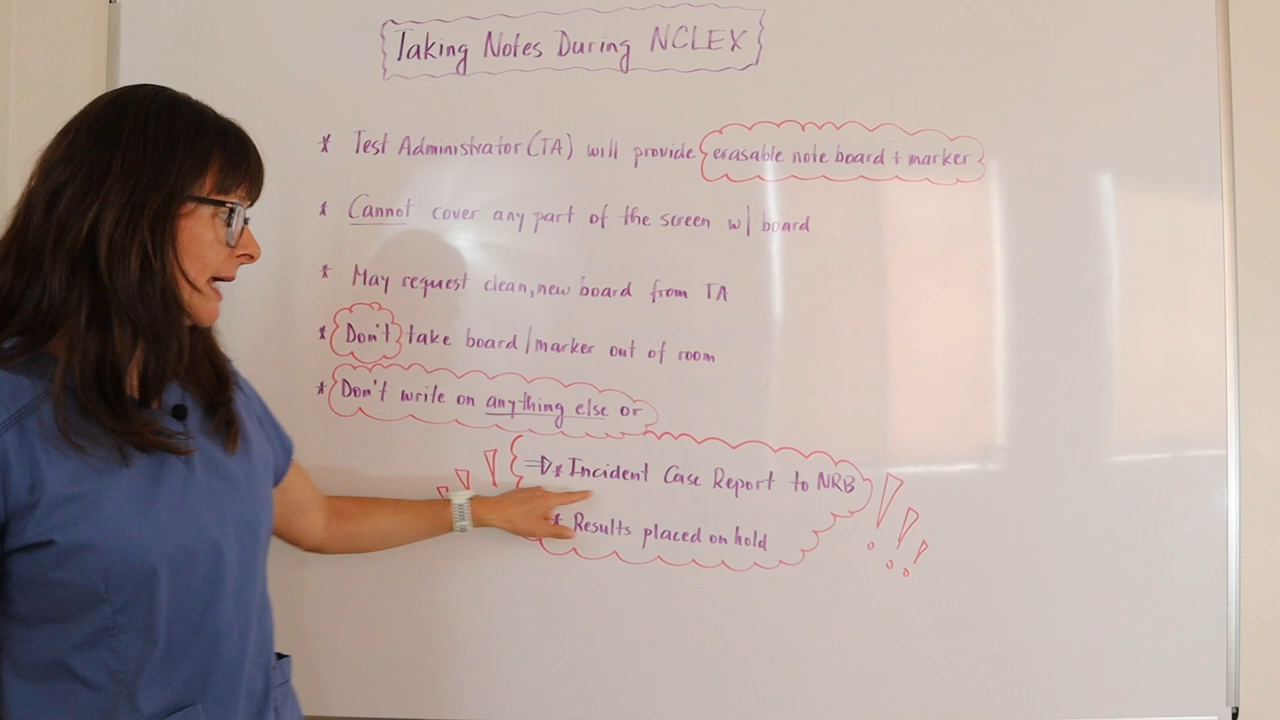 Taking Notes During NCLEX
* Test Administrator (TA) will provide erasable note board + marker
* Cannot cover any part of the screen w/ board
* May request clean, new board from TA
* Don't take board/marker out of room
* Don't write on anything else or
⇒ * Incident Case Report to NRB !!!
* Results placed on hold